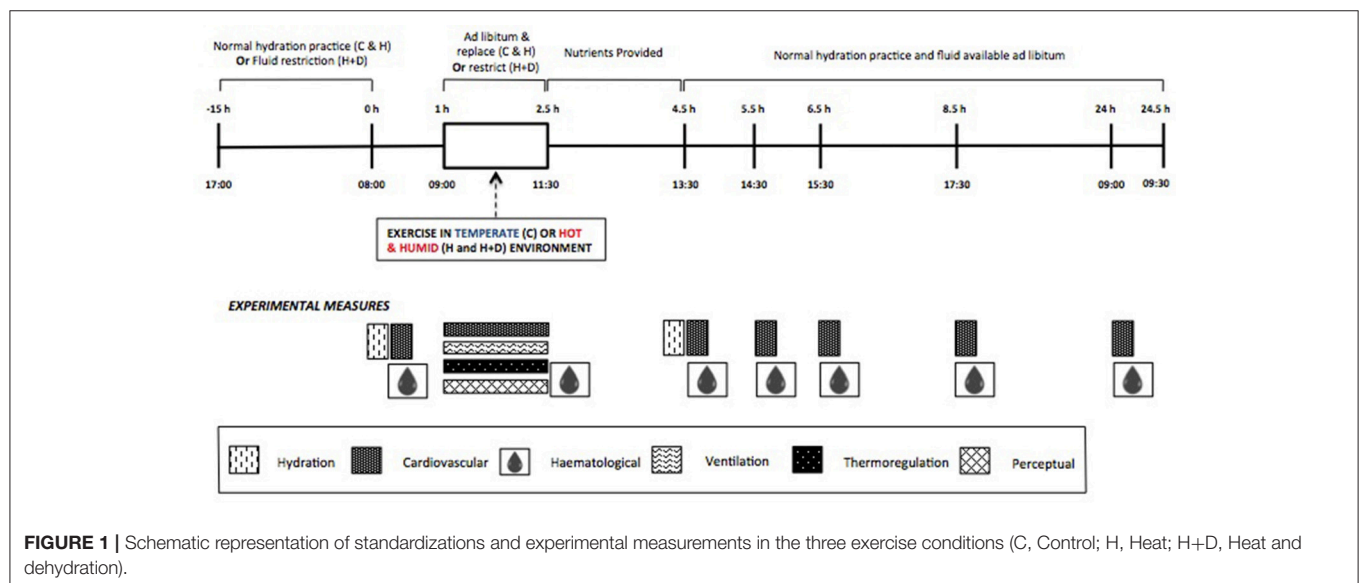 Normal hydration practice (C & H)
Or Fluid restriction (H+D)
Ad libitum &
replace (C & H)
Or restrict (H+D)
Nutrients Provided
Normal hydration practice and fluid available ad libitum
-15 h 0 h 1 h 2.5 h 4.5 h 5.5 h 6.5 h 8.5 h 24 h 24.5 h
17:00 08:00 09:00 11:30 13:30 14:30 15:30 17:30 09:00 09:30
EXERCISE IN TEMPERATE (C) OR HOT
& HUMID (H and H+D) ENVIRONMENT
EXPERIMENTAL MEASURES
Hydration Cardiovascular Haematological Ventilation Thermoregulation Perceptual
FIGURE 1 | Schematic representation of standardizations and experimental measurements in the three exercise conditions (C, Control; H, Heat; H+D, Heat and
dehydration).